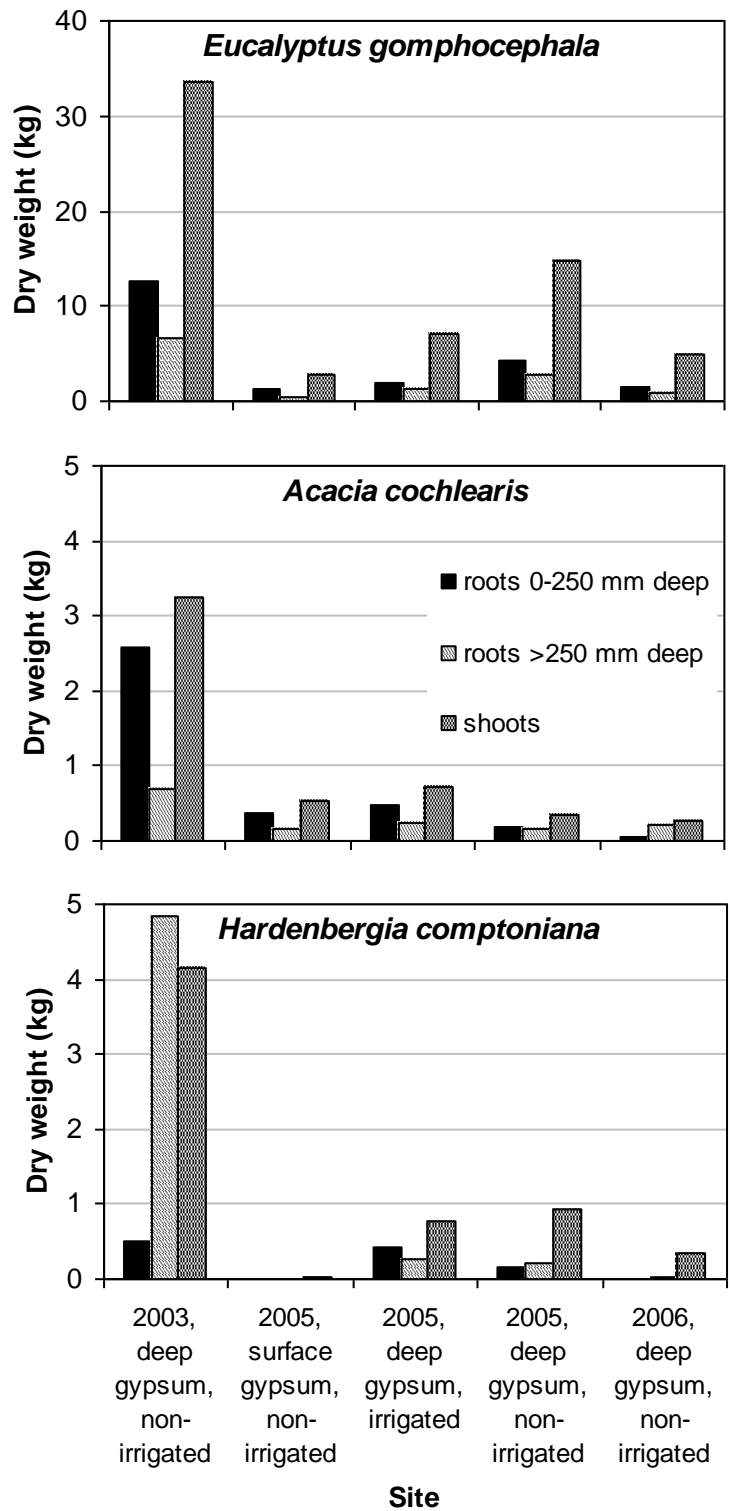 Eucalyptus gomphocephala
Dry weight (kg)
40
30
20
10
0
Acacia cochlearis
Dry weight (kg)
5
4
3
2
1
0
roots 0-250 mm deep
roots >250 mm deep
shoots
Hardenbergia comptoniana
Dry weight (kg)
5
4
3
2
1
0
2003,
deep
gypsum,
non-
irrigated
2005,
surface
gypsum,
non-
irrigated
2005,
deep
gypsum,
irrigated
2005,
deep
gypsum,
non-
irrigated
2006,
deep
gypsum,
non-
irrigated
Site